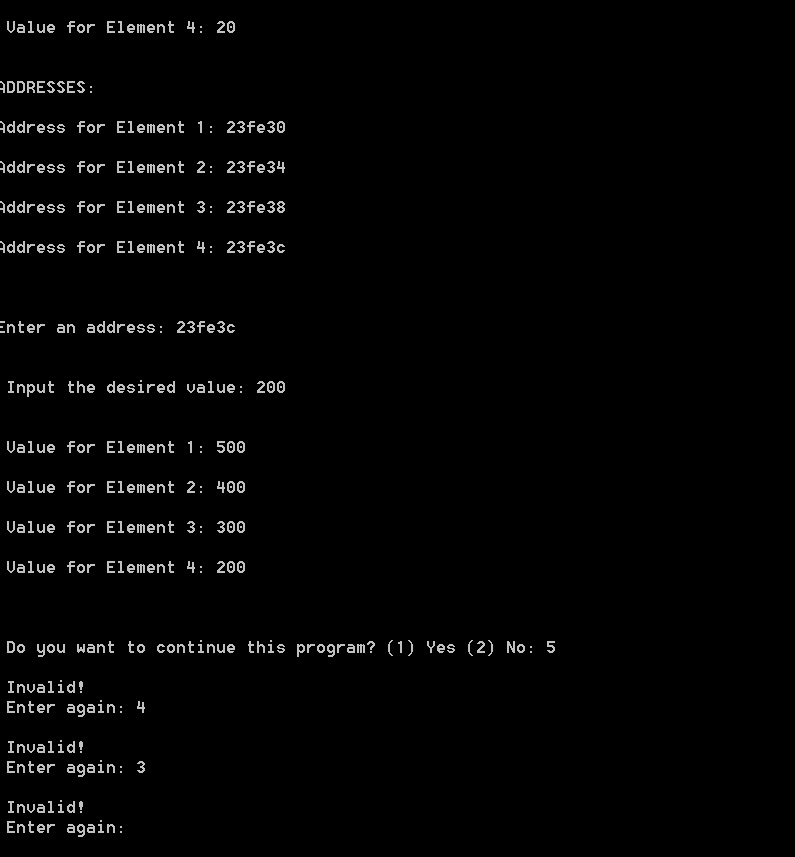 Value for Element 4: 20
ADDRESSES:
Address for Element 1: 23fe30
Address for Element 2: 23fe34
Address for Element 3: 23fe38
Address for Element 4: 23fe3c
Enter an address: 23fe3c
Input the desired value: 200
Value for Element 1: 500
Value for Element 2: 400
Value for Element 3: 300
Value for Element 4: 200
Do you want to continue this program? (1) Yes (2) No: 5
Invalid!
Enter again: 4
Invalid!
Enter again: 3
Invalid!
Enter again: